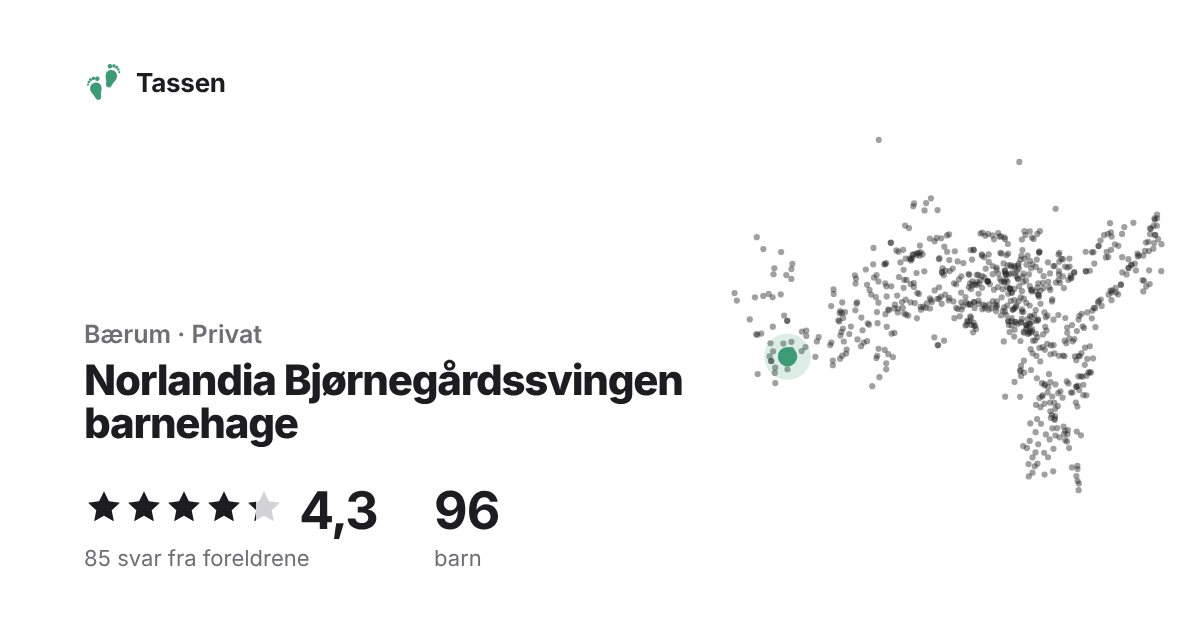 Tassen
Bærum · Privat
Norlandia Bjørnegårdssvingen
barnehage
4,3
96
85 svar fra foreldrene
barn